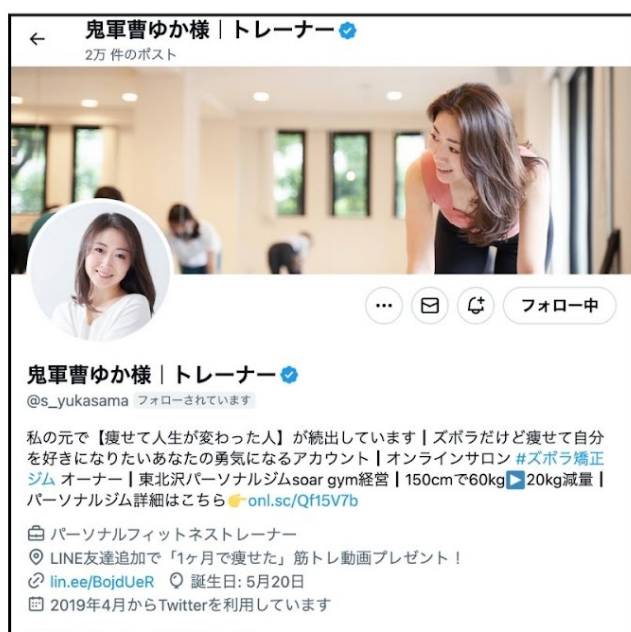 鬼軍曹ゆか様｜トレーナー
2万 件のポスト
フォロー中
鬼軍曹ゆか様｜トレーナー
@s_yukasama フォローされています
私の元で【痩せて人生が変わった人】が続出しています┃ズボラだけど痩せて自分
を好きになりたいあなたの勇気になるアカウント┃オンラインサロン #ズボラ矯正
ジム オーナー┃東北沢パーソナルジムsoar gym経営┃150cmで60kg▶20kg減量┃
パーソナルジム詳細はこちら👉onl.sc/Qf15V7b
パーソナルフィットネストレーナー
LINE友達追加で「1ヶ月で痩せた」筋トレ動画プレゼント！
lin.ee/BojdUeR 誕生日: 5月20日
2019年4月からTwitterを利用しています